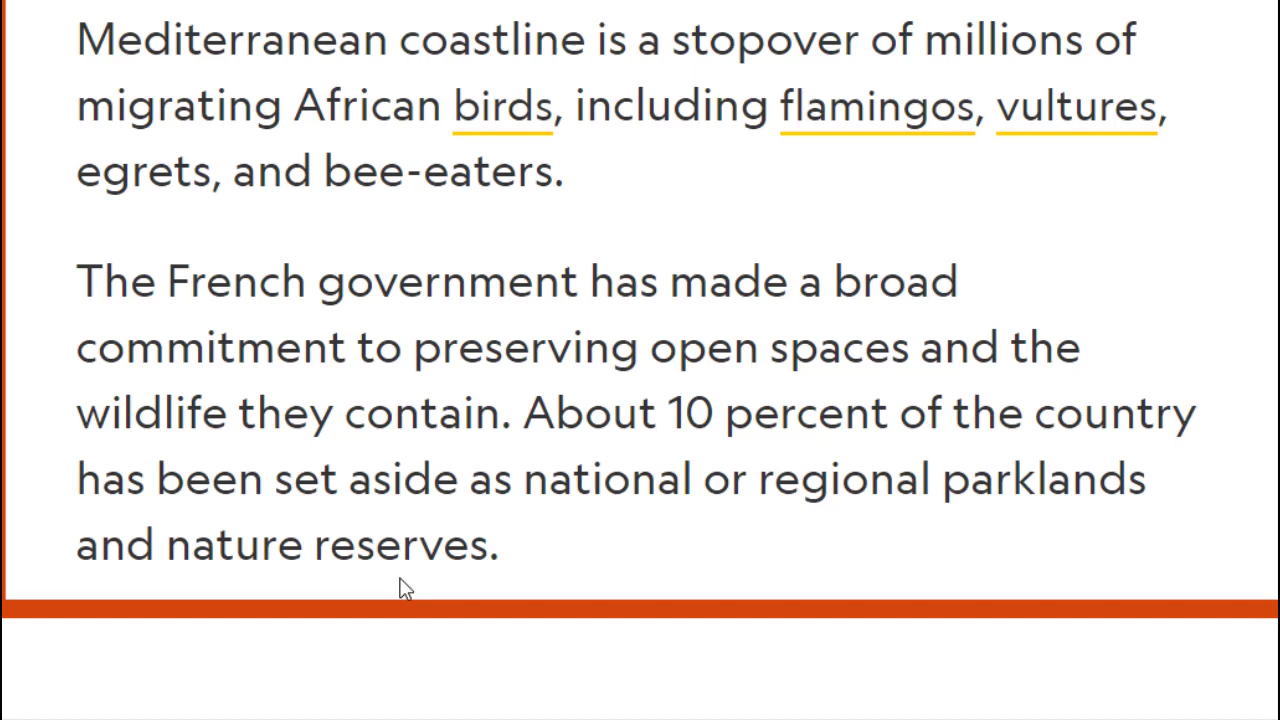 Mediterranean coastline is a stopover of millions of
migrating African birds, including flamingos, vultures,
egrets, and bee-eaters.
The French government has made a broad
commitment to preserving open spaces and the
wildlife they contain. About 10 percent of the country
has been set aside as national or regional parklands
and nature reserves.